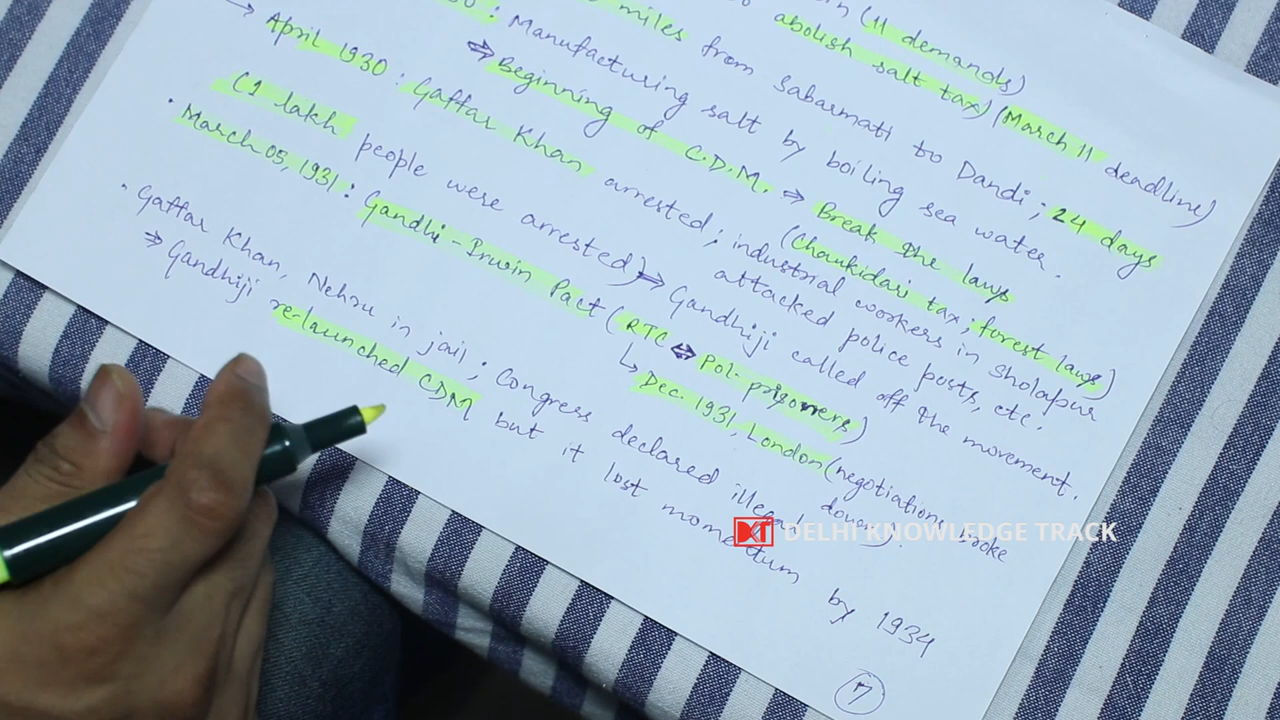 (11 demands)
abolish salt tax) (March 11 deadline)
miles from Sabarmati to Dandi ; 24 days
30 : Manufacturing salt by boiling sea water.
⇒ Beginning of C.D.M. ⇒ Break the laws
(Chaukidari tax ; forest laws)
→ April 1930 : Gaffar Khan arrested ; industrial workers in Sholapur
attacked police posts, etc.
(1 lakh people were arrested) ⇒ Gandhiji called off the movement.
• March 05, 1931 : Gandhi-Irwin Pact (RTC ⇔ Pol. prisoners)
↳ Dec. 1931, London (negotiations broke
down).
• Gaffar Khan, Nehru in jail ; Congress declared illegal
⇒ Gandhiji re-launched CDM but it lost momentum by 1934
7
DKT DELHI KNOWLEDGE TRACK